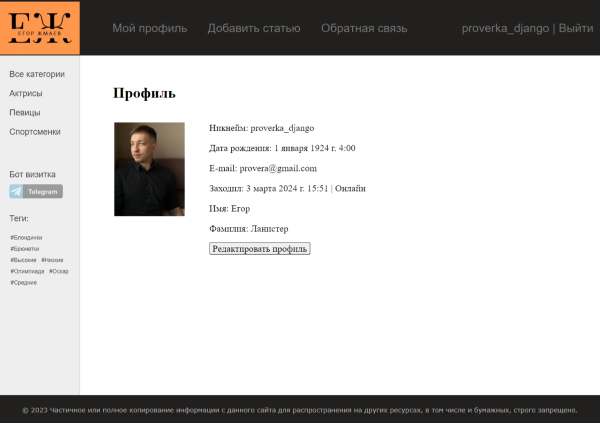 ЕЖ
ЕГОР ЖМАЕВ
Мой профиль Добавить статью Обратная связь proverka_django | Выйти
Все категории
Актрисы
Певицы
Спортсменки
Бот визитка
Telegram
Теги:
#Блондинки
#Брюнетки
#Высокие #Низкие
#Олимпиада #Оскар
#Средние
Профиль
Никнейм: proverka_django
Дата рождения: 1 января 1924 г. 4:00
E-mail: provera@gmail.com
Заходил: 3 марта 2024 г. 15:51 | Онлайн
Имя: Егор
Фамилия: Ланистер
Редактировать профиль
© 2023 Частичное или полное копирование информации с данного сайта для распространения на других ресурсах, в том числе и бумажных, строго запрещено.